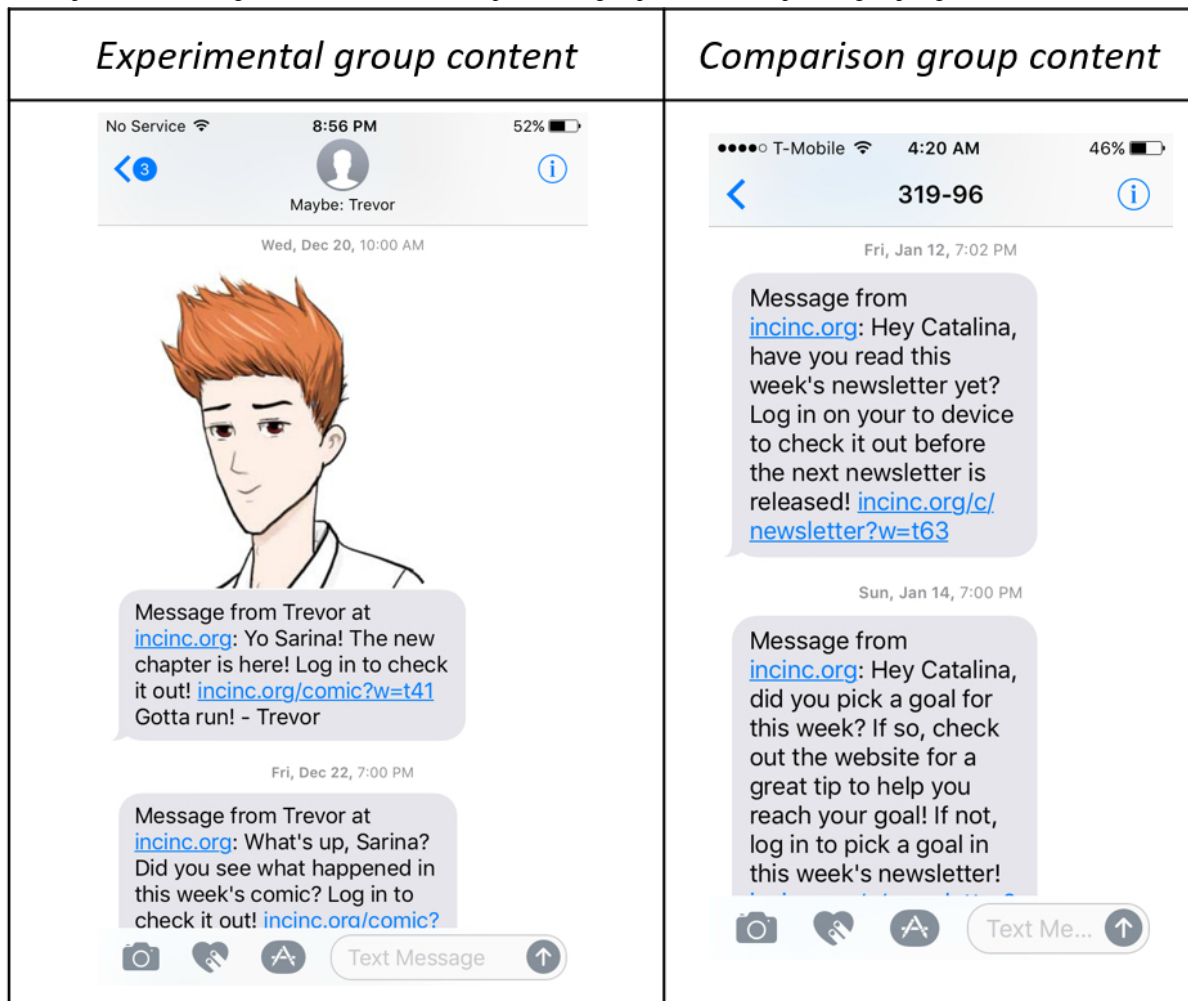 Experimental group content
Comparison group content
No Service
8:56 PM
52%
3
Maybe: Trevor
Wed, Dec 20, 10:00 AM
Message from Trevor at
incinc.org: Yo Sarina! The new
chapter is here! Log in to check
it out! incinc.org/comic?w=t41
Gotta run! - Trevor
Fri, Dec 22, 7:00 PM
Message from Trevor at
incinc.org: What's up, Sarina?
Did you see what happened in
this week's comic? Log in to
check it out! incinc.org/comic?
Text Message
T-Mobile
4:20 AM
46%
319-96
Fri, Jan 12, 7:02 PM
Message from
incinc.org: Hey Catalina,
have you read this
week's newsletter yet?
Log in on your to device
to check it out before
the next newsletter is
released! incinc.org/c/
newsletter?w=t63
Sun, Jan 14, 7:00 PM
Message from
incinc.org: Hey Catalina,
did you pick a goal for
this week? If so, check
out the website for a
great tip to help you
reach your goal! If not,
log in to pick a goal in
this week's newsletter!
Text Me...